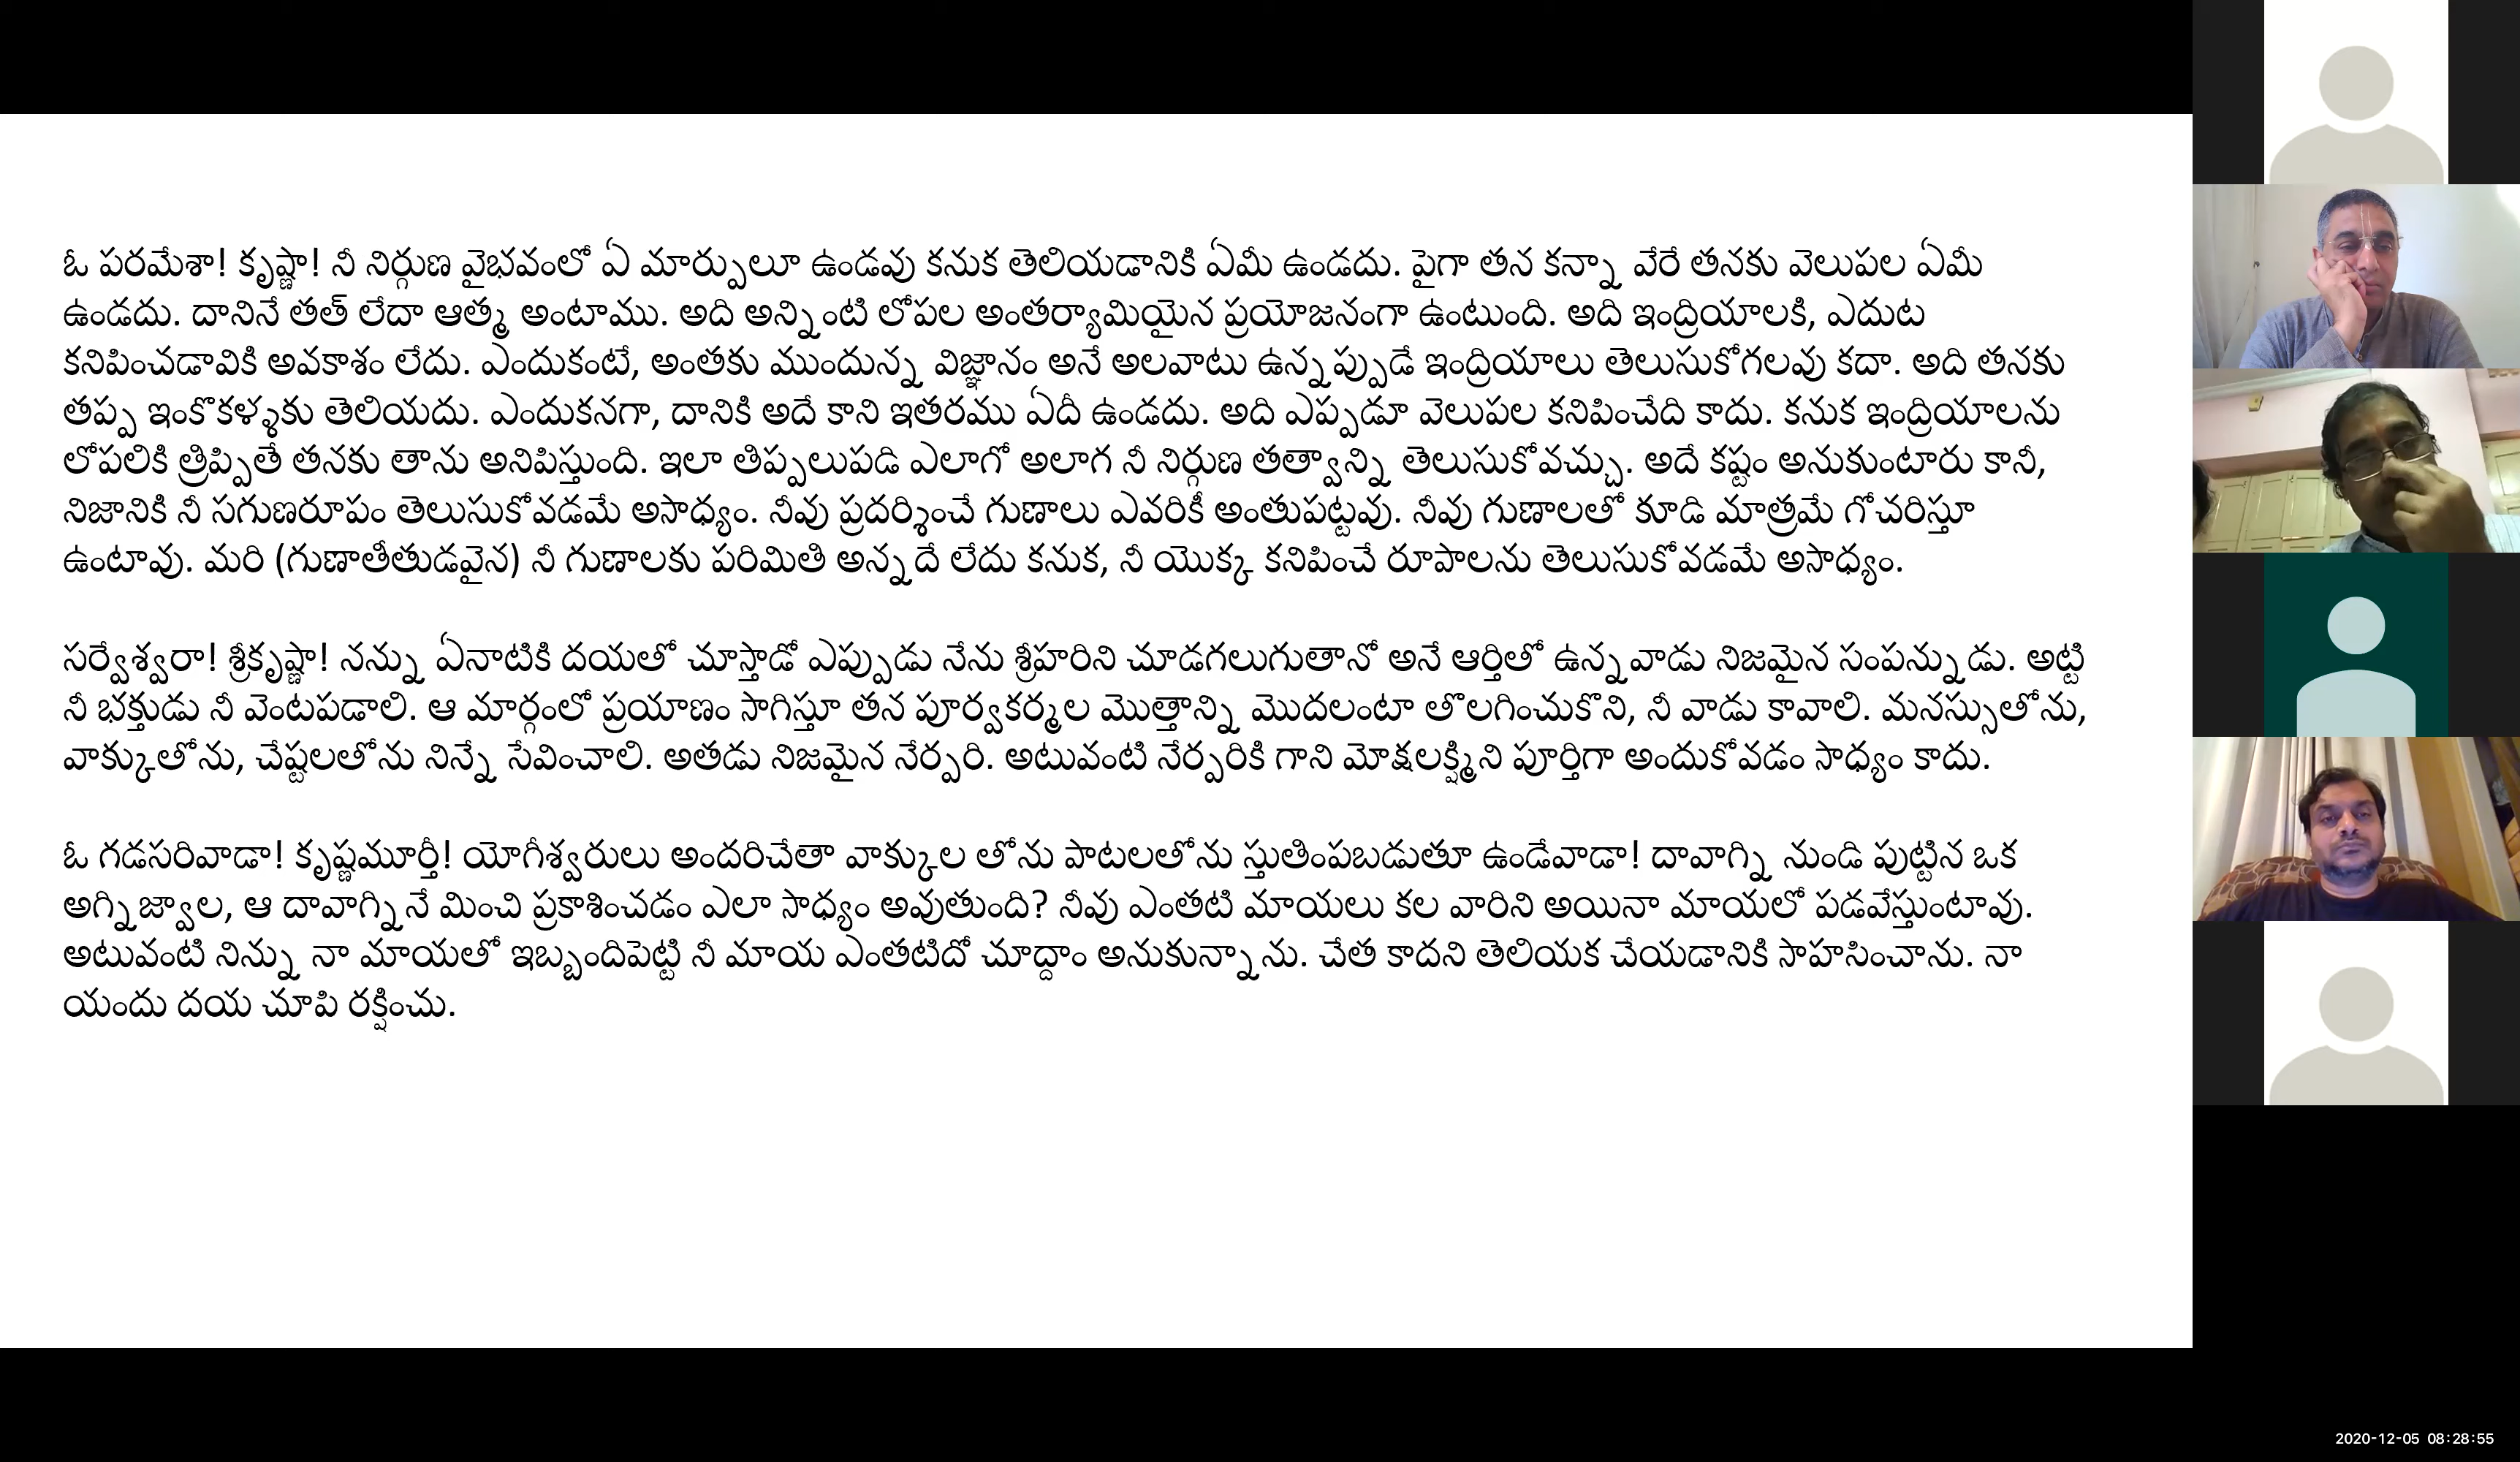 ఓ పరమేశా! కృష్ణా! నీ నిర్గుణ వైభవంలో ఏ మార్పులూ ఉండవు కనుక తెలియడానికి ఏమీ ఉండదు. పైగా తన కన్నా వేరే తనకు వెలుపల ఏమీ
ఉండదు. దానినే తత్ లేదా ఆత్మ అంటాము. అది అన్నింటి లోపల అంతర్యామియైన ప్రయోజనంగా ఉంటుంది. అది ఇంద్రియాలకి, ఎదుట
కనిపించడావికి అవకాశం లేదు. ఎందుకంటే, అంతకు ముందున్న విజ్ఞానం అనే అలవాటు ఉన్నప్పుడే ఇంద్రియాలు తెలుసుకోగలవు కదా. అది తనకు
తప్ప ఇంకొకళ్ళకు తెలియదు. ఎందుకనగా, దానికి అదే కాని ఇతరము ఏదీ ఉండదు. అది ఎప్పడూ వెలుపల కనిపించేది కాదు. కనుక ఇంద్రియాలను
లోపలికి త్రిప్పితే తనకు తాను అనిపిస్తుంది. ఇలా తిప్పలుపడి ఎలాగో అలాగ నీ నిర్గుణ తత్వాన్ని తెలుసుకోవచ్చు. అదే కష్టం అనుకుంటారు కానీ,
నిజానికి నీ సగుణరూపం తెలుసుకోవడమే అసాధ్యం. నీవు ప్రదర్శించే గుణాలు ఎవరికీ అంతుపట్టవు. నీవు గుణాలతో కూడి మాత్రమే గోచరిస్తూ
ఉంటావు. మరి (గుణాతీతుడవైన) నీ గుణాలకు పరిమితి అన్నదే లేదు కనుక, నీ యొక్క కనిపించే రూపాలను తెలుసుకోవడమే అసాధ్యం.
సర్వేశ్వరా! శ్రీకృష్ణా! నన్ను ఏనాటికి దయతో చూస్తాడో ఎప్పుడు నేను శ్రీహరిని చూడగలుగుతానో అనే ఆర్తితో ఉన్నవాడు నిజమైన సంపన్నుడు. అట్టి
నీ భక్తుడు నీ వెంటపడాలి. ఆ మార్గంలో ప్రయాణం సాగిస్తూ తన పూర్వకర్మల మొత్తాన్ని మొదలంటా తొలగించుకొని, నీ వాడు కావాలి. మనస్సుతోను,
వాక్కుతోను, చేష్టలతోను నిన్నే సేవించాలి. అతడు నిజమైన నేర్పరి. అటువంటి నేర్పరికి గాని మోక్షలక్ష్మిని పూర్తిగా అందుకోవడం సాధ్యం కాదు.
ఓ గడసరివాడా! కృష్ణమూర్తీ! యోగీశ్వరులు అందరిచేతా వాక్కుల తోను పాటలతోను స్తుతింపబడుతూ ఉండేవాడా! దావాగ్ని నుండి పుట్టిన ఒక
అగ్నిజ్వాల, ఆ దావాగ్నినే మించి ప్రకాశించడం ఎలా సాధ్యం అవుతుంది? నీవు ఎంతటి మాయలు కల వారిని అయినా మాయలో పడవేస్తుంటావు.
అటువంటి నిన్ను నా మాయతో ఇబ్బందిపెట్టి నీ మాయ ఎంతటిదో చూద్దాం అనుకున్నాను. చేత కాదని తెలియక చేయడానికి సాహసించాను. నా
యందు దయ చూపి రక్షించు.
2020-12-05 08:28:55